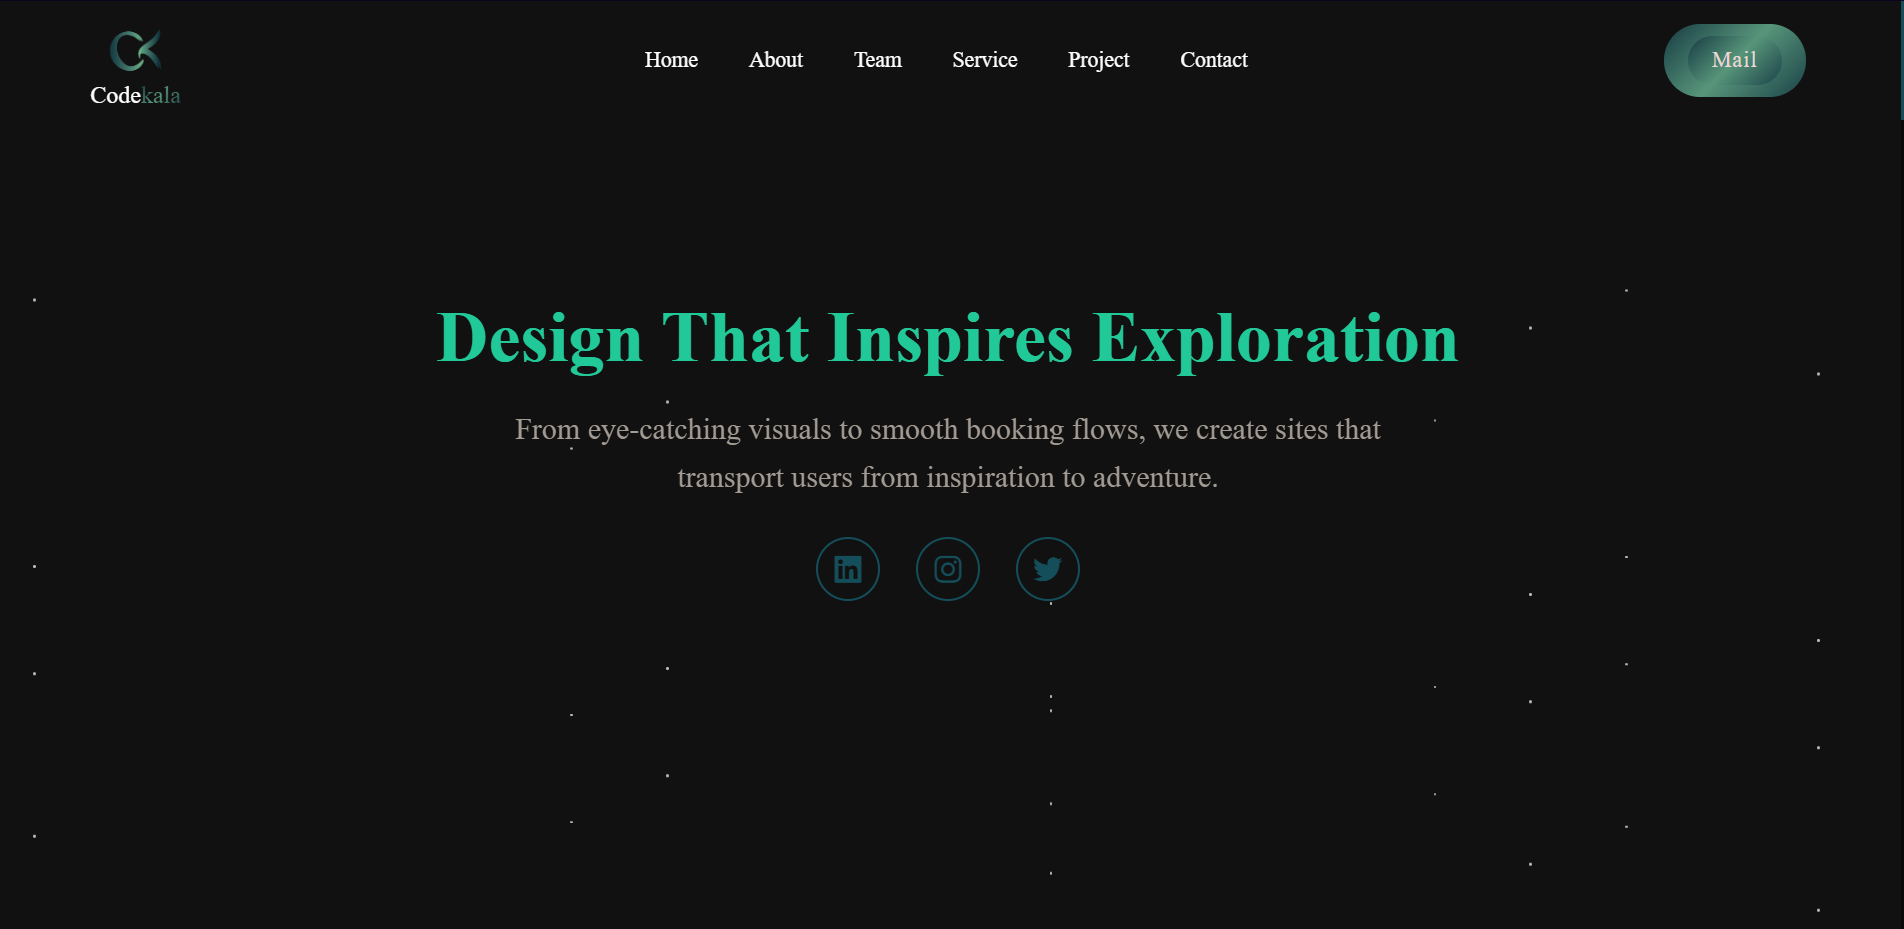 Codekala
Home About Team Service Project Contact
Mail
Design That Inspires Exploration
From eye-catching visuals to smooth booking flows, we create sites that
transport users from inspiration to adventure.